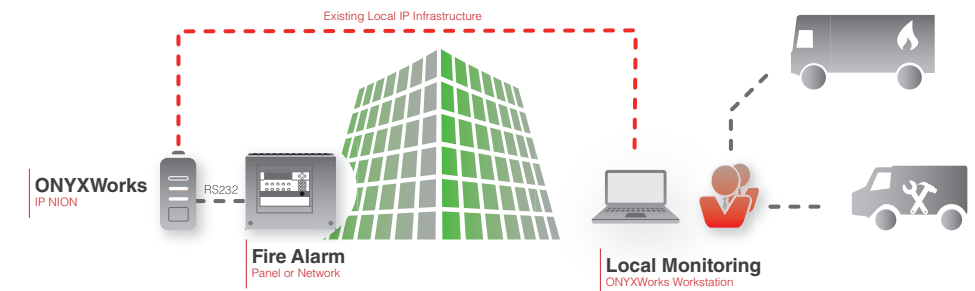 Existing Local IP Infrastructure
ONYXWorks
IP NION
RS232
Fire Alarm
Panel or Network
Local Monitoring
ONYXWorks Workstation